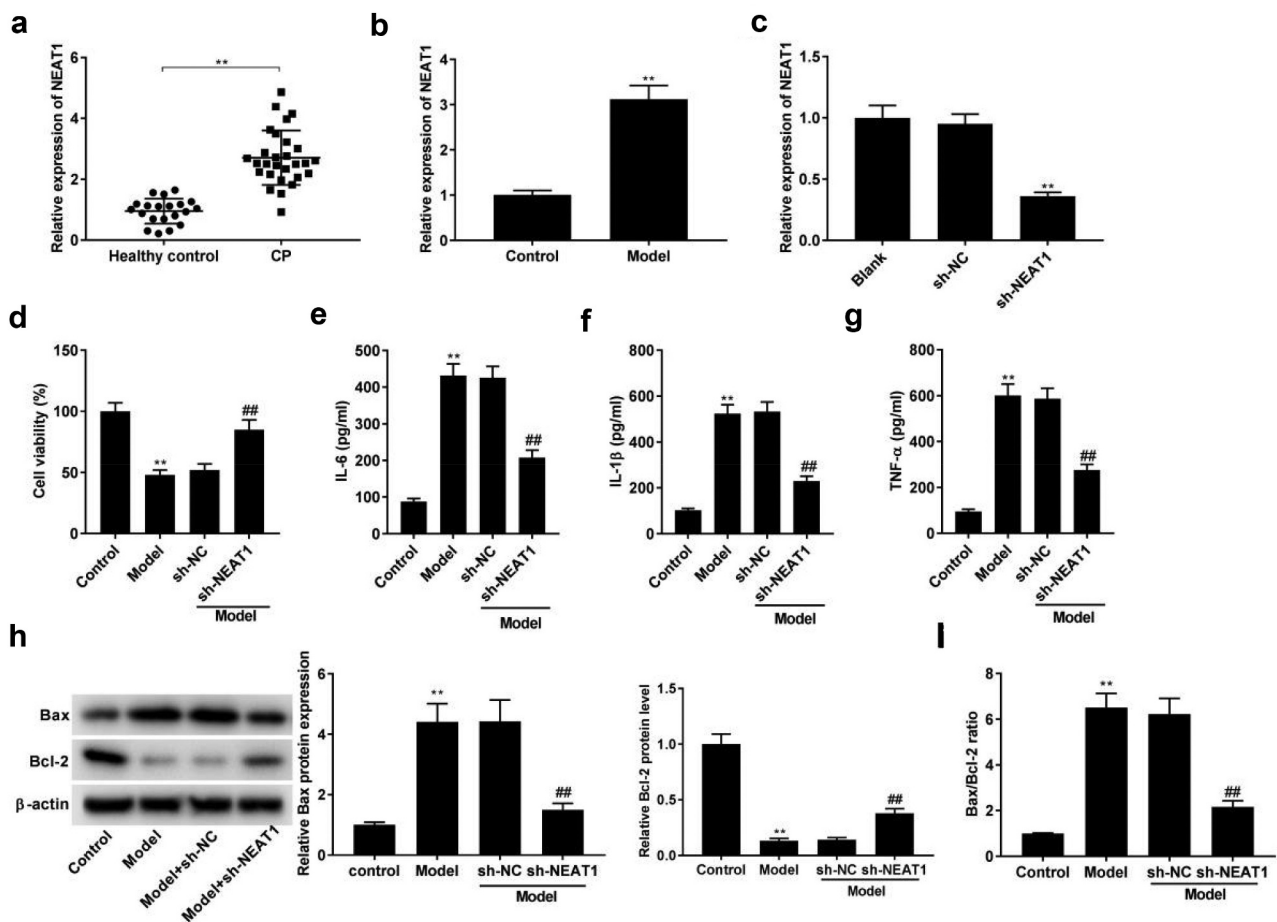 a
Relative expression of NEAT1
6
4
2
0
**
Healthy control
CP
b
Relative expression of NEAT1
4
3
2
1
0
**
Control
Model
c
Relative expression of NEAT1
1.5
1.0
0.5
0.0
**
Blank
sh-NC
sh-NEAT1
d
Cell viability (%)
150
100
50
0
**
##
Control
Model
sh-NC
sh-NEAT1
Model
e
IL-6 (pg/ml)
500
400
300
200
100
0
**
##
Control
Model
sh-NC
sh-NEAT1
Model
f
IL-1β (pg/ml)
800
600
400
200
0
**
##
Control
Model
sh-NC
sh-NEAT1
Model
g
TNF-α (pg/ml)
800
600
400
200
0
**
##
Control
Model
sh-NC
sh-NEAT1
Model
h
Bax
Bcl-2
β-actin
Control
Model
Model+sh-NC
Model+sh-NEAT1
Relative Bax protein expression
6
4
2
0
**
##
control
Model
sh-NC sh-NEAT1
Model
Relative Bcl-2 protein level
1.5
1.0
0.5
0.0
**
##
Control
Model
sh-NC sh-NEAT1
Model
I
Bax/Bcl-2 ratio
8
6
4
2
0
**
##
Control
Model
sh-NC sh-NEAT1
Model